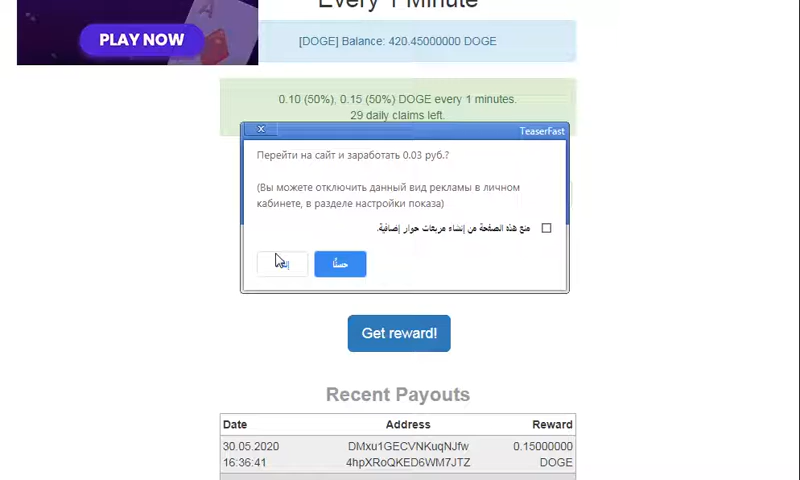 Every 1 Minute
PLAY NOW
[DOGE] Balance: 420.45000000 DOGE
0.10 (50%), 0.15 (50%) DOGE every 1 minutes.
29 daily claims left.
X
TeaserFast
Перейти на сайт и заработать 0.03 руб.?
(Вы можете отключить данный вид рекламы в личном
кабинете, в разделе настройки показа)
منع هذه الصفحة من إنشاء مربعات حوار إضافية.
حسنًا
Get reward!
Recent Payouts
Date Address Reward
30.05.2020 DMxu1GECVNKuqNJfw 0.15000000
16:36:41 4hpXRoQKED6WM7JTZ DOGE